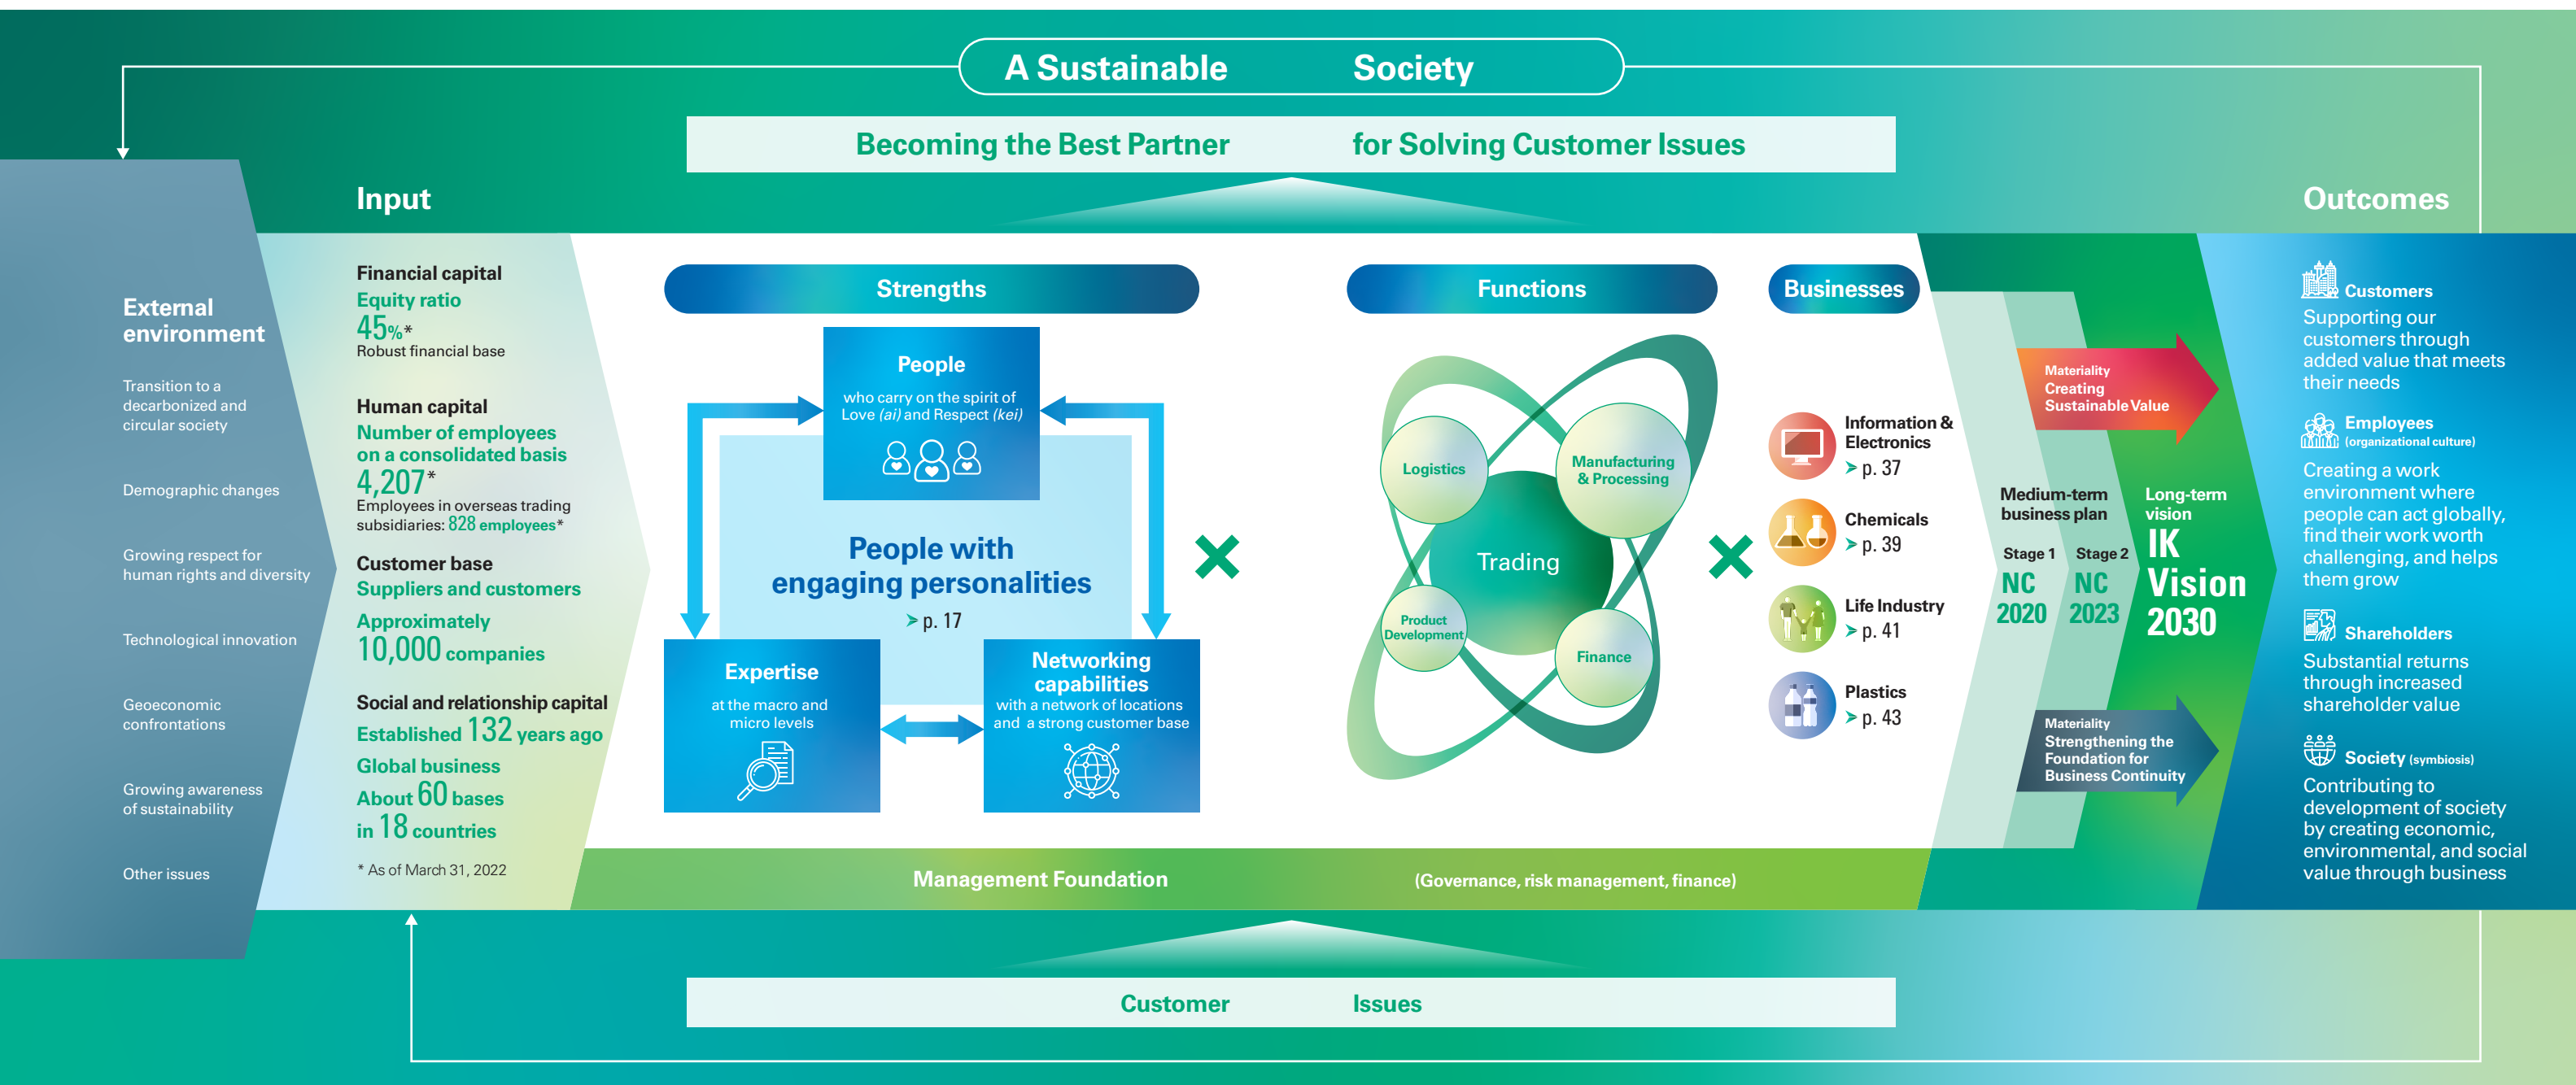 A Sustainable Society
Becoming the Best Partner for Solving Customer Issues
External
environment
Transition to a
decarbonized and
circular society
Demographic changes
Growing respect for
human rights and diversity
Technological innovation
Geoeconomic
confrontations
Growing awareness
of sustainability
Other issues
Input
Financial capital
Equity ratio
45%*
Robust financial base
Human capital
Number of employees
on a consolidated basis
4,207*
Employees in overseas trading
subsidiaries: 828 employees*
Customer base
Suppliers and customers
Approximately
10,000 companies
Social and relationship capital
Established 132 years ago
Global business
About 60 bases
in 18 countries
* As of March 31, 2022
Strengths
People
who carry on the spirit of
Love (ai) and Respect (kei)
People with
engaging personalities
➤ p. 17
Expertise
at the macro and
micro levels
Networking
capabilities
with a network of locations
and a strong customer base
×
Functions
Logistics
Manufacturing
& Processing
Trading
Product
Development
Finance
×
Businesses
Information &
Electronics
➤ p. 37
Chemicals
➤ p. 39
Life Industry
➤ p. 41
Plastics
➤ p. 43
Management Foundation (Governance, risk management, finance)
Materiality
Creating
Sustainable Value
Medium-term
business plan
Stage 1
NC
2020
Stage 2
NC
2023
Long-term
vision
IK
Vision
2030
Materiality
Strengthening the
Foundation for
Business Continuity
Outcomes
Customers
Supporting our
customers through
added value that meets
their needs
Employees
(organizational culture)
Creating a work
environment where
people can act globally,
find their work worth
challenging, and helps
them grow
Shareholders
Substantial returns
through increased
shareholder value
Society (symbiosis)
Contributing to
development of society
by creating economic,
environmental, and social
value through business
Customer Issues